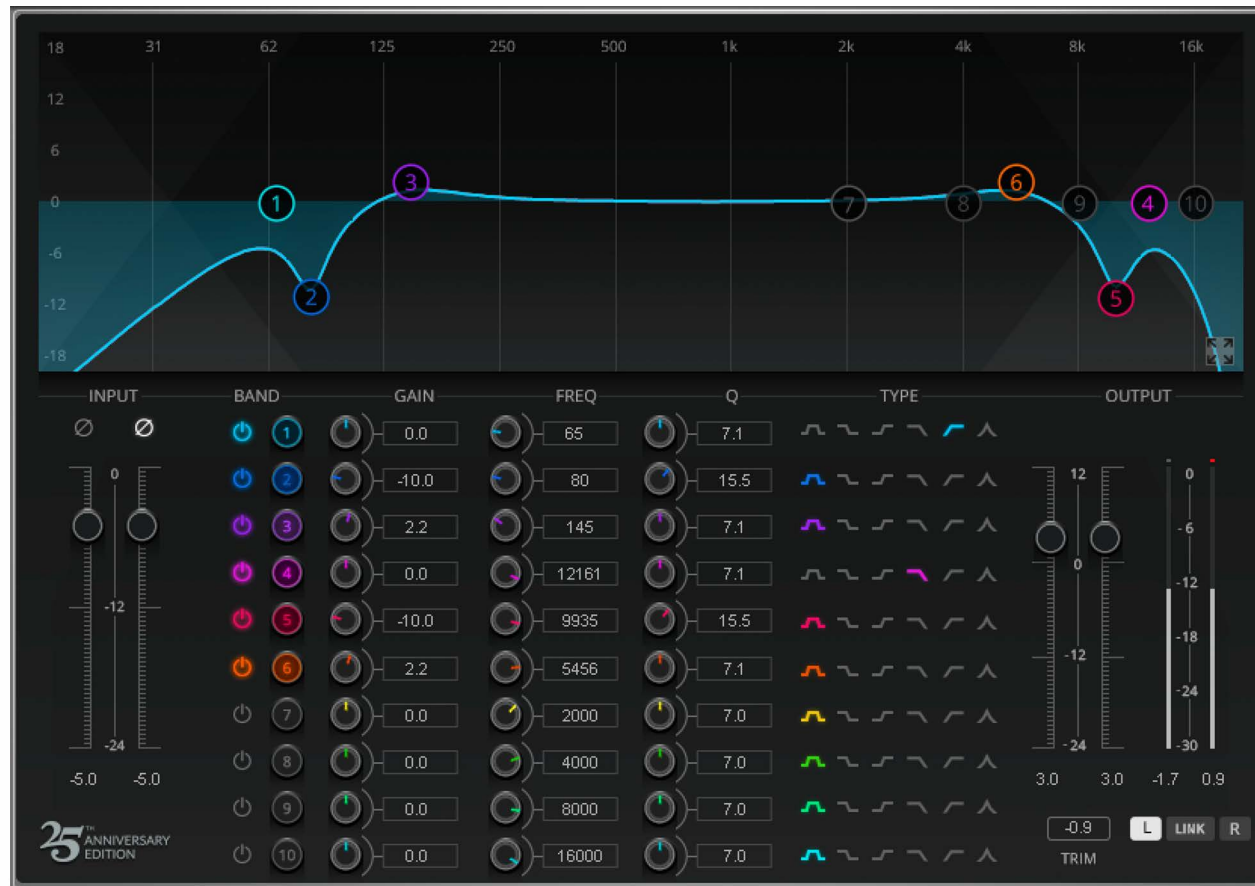 18 31 62 125 250 500 1k 2k 4k 8k 16k
12
6
0
-6
-12
-18
1 2 3 7 8 6 9 4 10 5
INPUT BAND GAIN FREQ Q TYPE OUTPUT
Ø Ø
1 0.0 65 7.1
2 -10.0 80 15.5
3 2.2 145 7.1
4 0.0 12161 7.1
5 -10.0 9935 15.5
6 2.2 5456 7.1
7 0.0 2000 7.0
8 0.0 4000 7.0
9 0.0 8000 7.0
10 0.0 16000 7.0
0
-12
-24
-5.0 -5.0
12
0
-12
-24
3.0 3.0
0
-6
-12
-18
-24
-30
-1.7 0.9
25TH ANNIVERSARY
EDITION
-0.9 L LINK R
TRIM